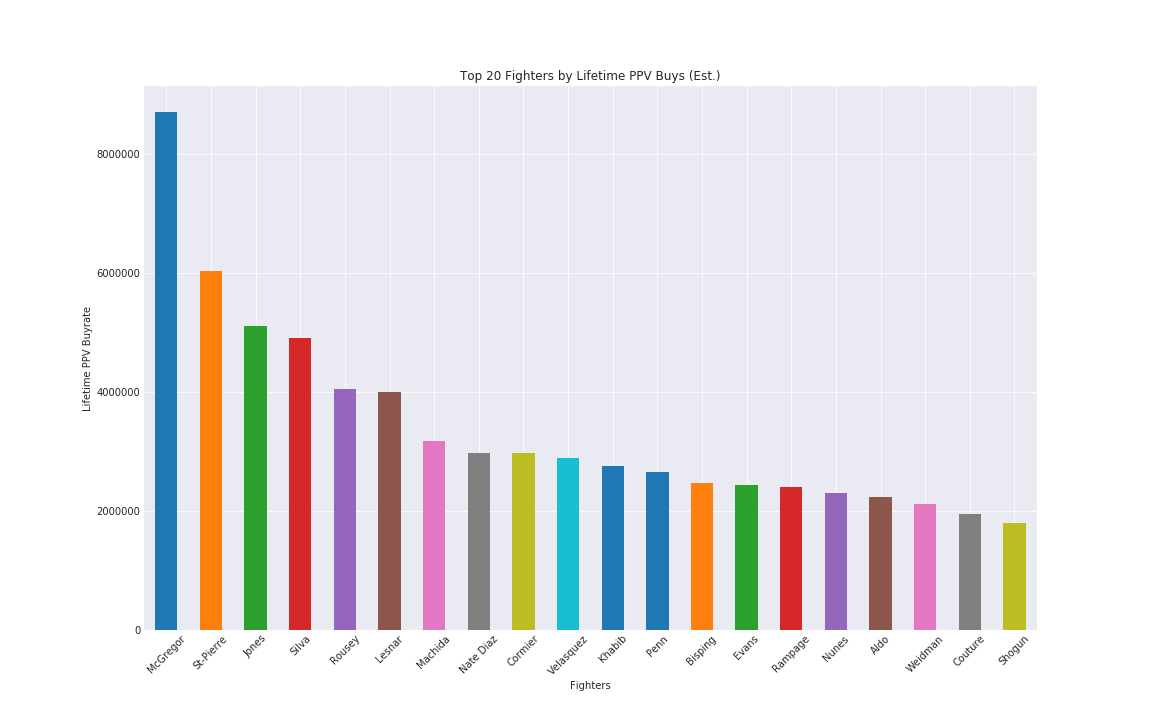 Top 20 Fighters by Lifetime PPV Buys (Est.)
Lifetime PPV Buyrate
8000000
6000000
4000000
2000000
0
McGregor
St-Pierre
Jones
Silva
Rousey
Lesnar
Machida
Nate Diaz
Cormier
Velasquez
Khabib
Penn
Bisping
Evans
Rampage
Nunes
Aldo
Weidman
Couture
Shogun
Fighters